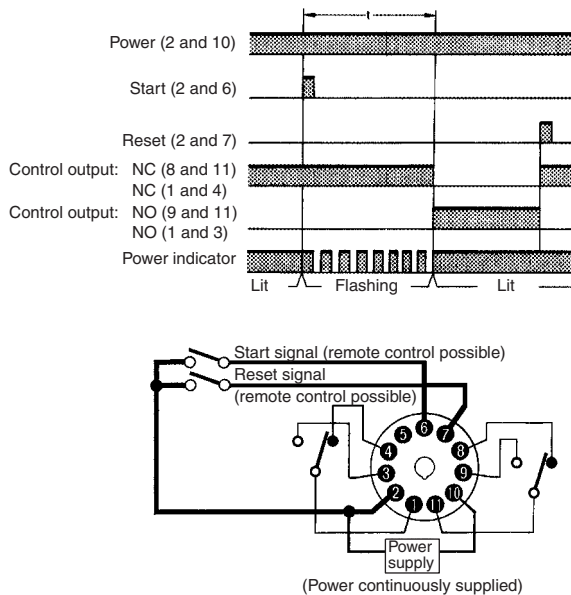 t
Power (2 and 10)
Start (2 and 6)
Reset (2 and 7)
Control output: NC (8 and 11)
NC (1 and 4)
Control output: NO (9 and 11)
NO (1 and 3)
Power indicator
Lit Flashing Lit
Start signal (remote control possible)
Reset signal
(remote control possible)
6
5 7
4 8
3 9
2 10
1 11
Power
supply
(Power continuously supplied)